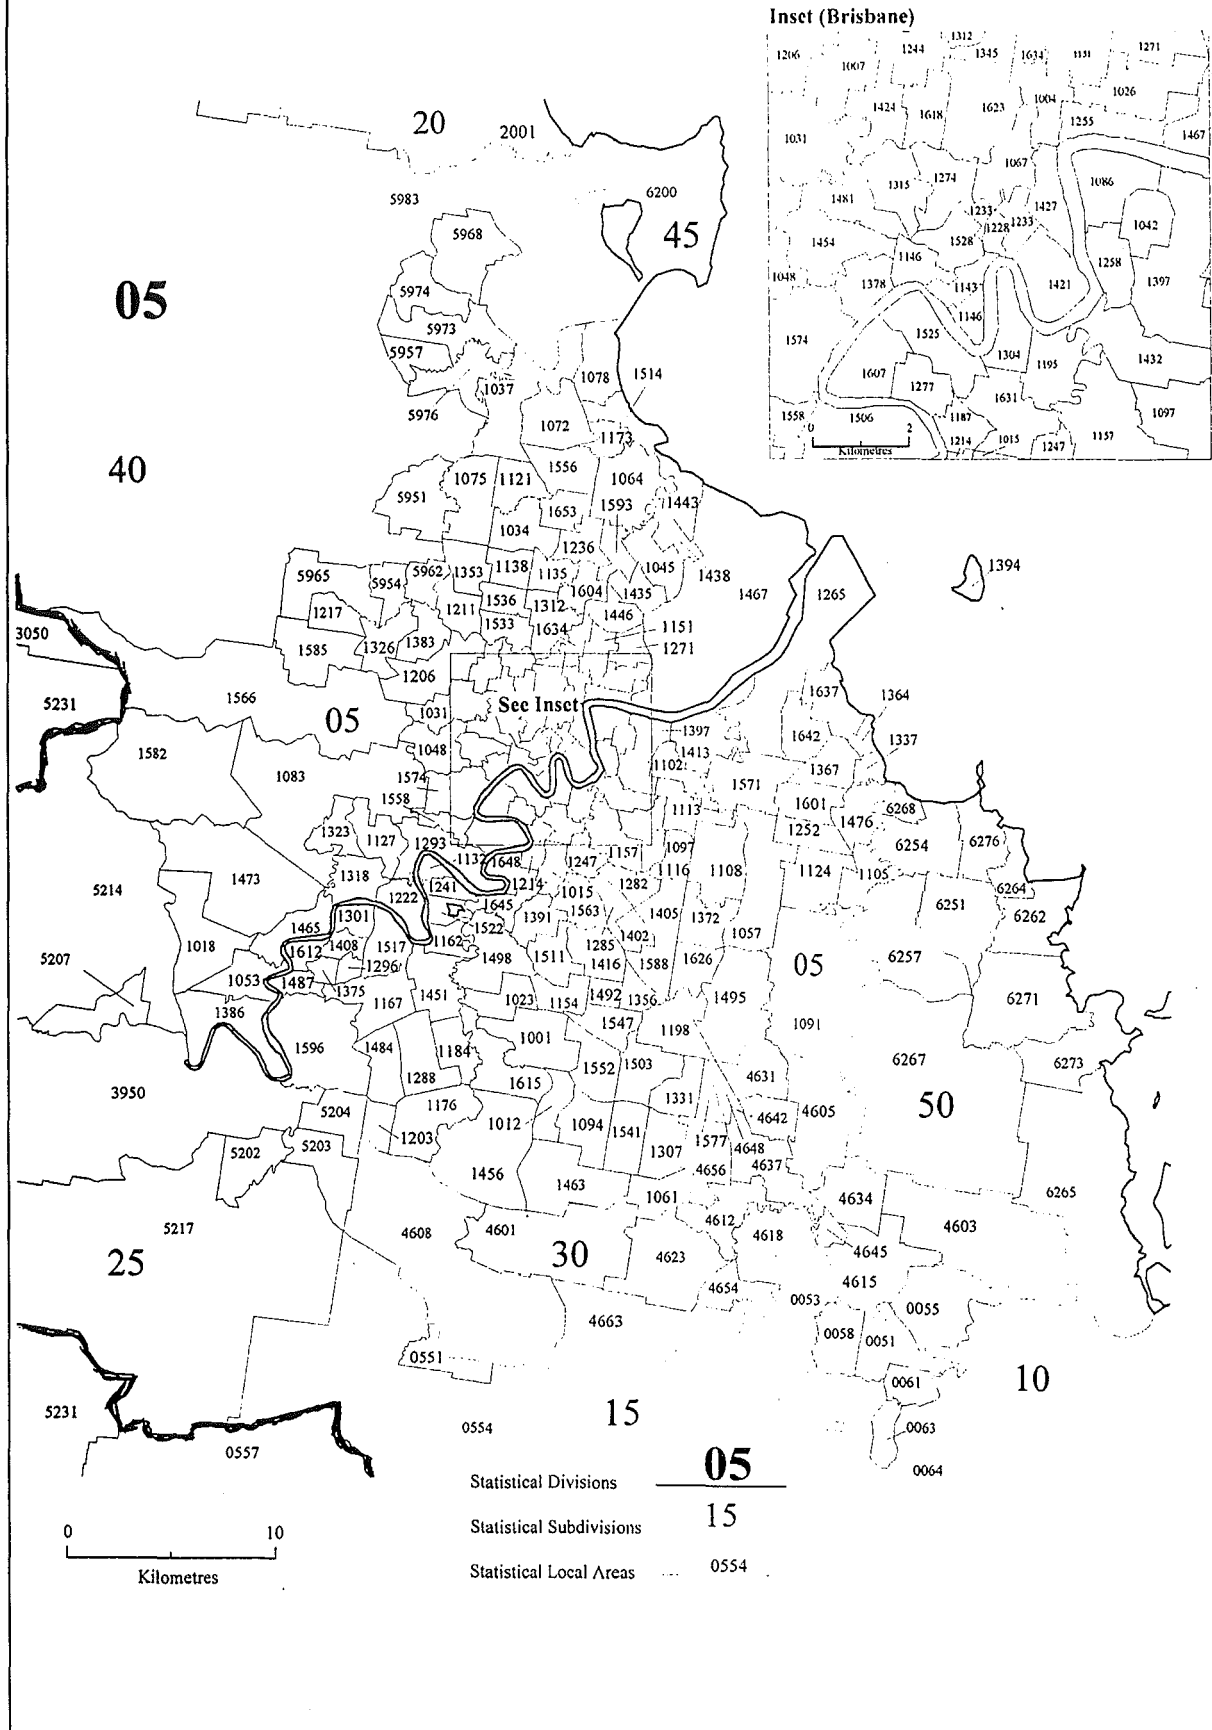 Inset (Brisbane)
1206 1007 1244 1312 1345 1634 1151 1271
1031 1424 1618 1623 1004 1255 1026 1467
1067
1315 1274 1086
1481 1233 1228 1233 1427 1042
1454 1146 1528 1258
1048 1378 1143 1421 1397
1146
1574 1525 1304 1195 1432
1607 1277 1631
1558 1506 1187 1097
1214 1015 1247 1157
0 2
Kilometres
20 2001
5983 6200
5968 45
05
5974
5973
5957
1037 1078 1514
5976
1072 1173
40
1075 1121 1556 1064
5951 1593 1443
1653
1034
1236
5965 5954 5962 1353 1138 1135 1045 1438 1394
1217 1211 1536 1312 1604 1435 1467 1265
1533 1634 1446 1151
3050 1585 1326 1383 1271
1206
5231 1566 05 1031 See Inset 1637 1364
1397 1642 1337
1582 1048 1413
1083 1574 1102 1571 1367
1558 1113 1601 1476 6268
1323 1127 1293 1252 6254 6276
1132 1648 1247 1157 1097
5214 1473 1318 1222 1241 1214 1015 1282 1116 1108 1124 1105 6264
1645 6251 6262
1465 1301 1391 1563 1405 1372
1018 1612 1408 1517 1162 1522 1402 1057
5207 1296 1498 1511 1285 1416 1588 1626 05 6257
1053 1487 1375
1386 1167 1451 1023 1154 1492 1356 1495 6271
1547 1198 1091
1596 1484 1184 1001 1552 1503 6267 6273
1288 1615 4631
3950 5204 1176 1331 4642 4605 50
1203 1012 1094 1541
5202 5203 1307 1577 4648
1456 4656 4637
1463 1061 4634 6265
5217 4608 4601 4612 4618 4603
25 30 4623 4645
4654 4615
0053 0055
4663 0058 0051
0551
0061 10
5231 15
0554 0063
0557 0064
05
Statistical Divisions
Statistical Subdivisions 15
Statistical Local Areas 0554
0 10
Kilometres